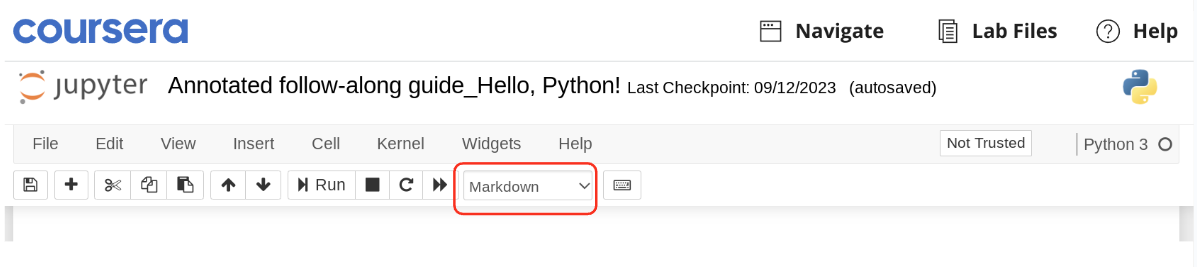 coursera Navigate Lab Files Help
jupyter Annotated follow-along guide_Hello, Python! Last Checkpoint: 09/12/2023 (autosaved)
File Edit View Insert Cell Kernel Widgets Help Not Trusted Python 3
Run Markdown